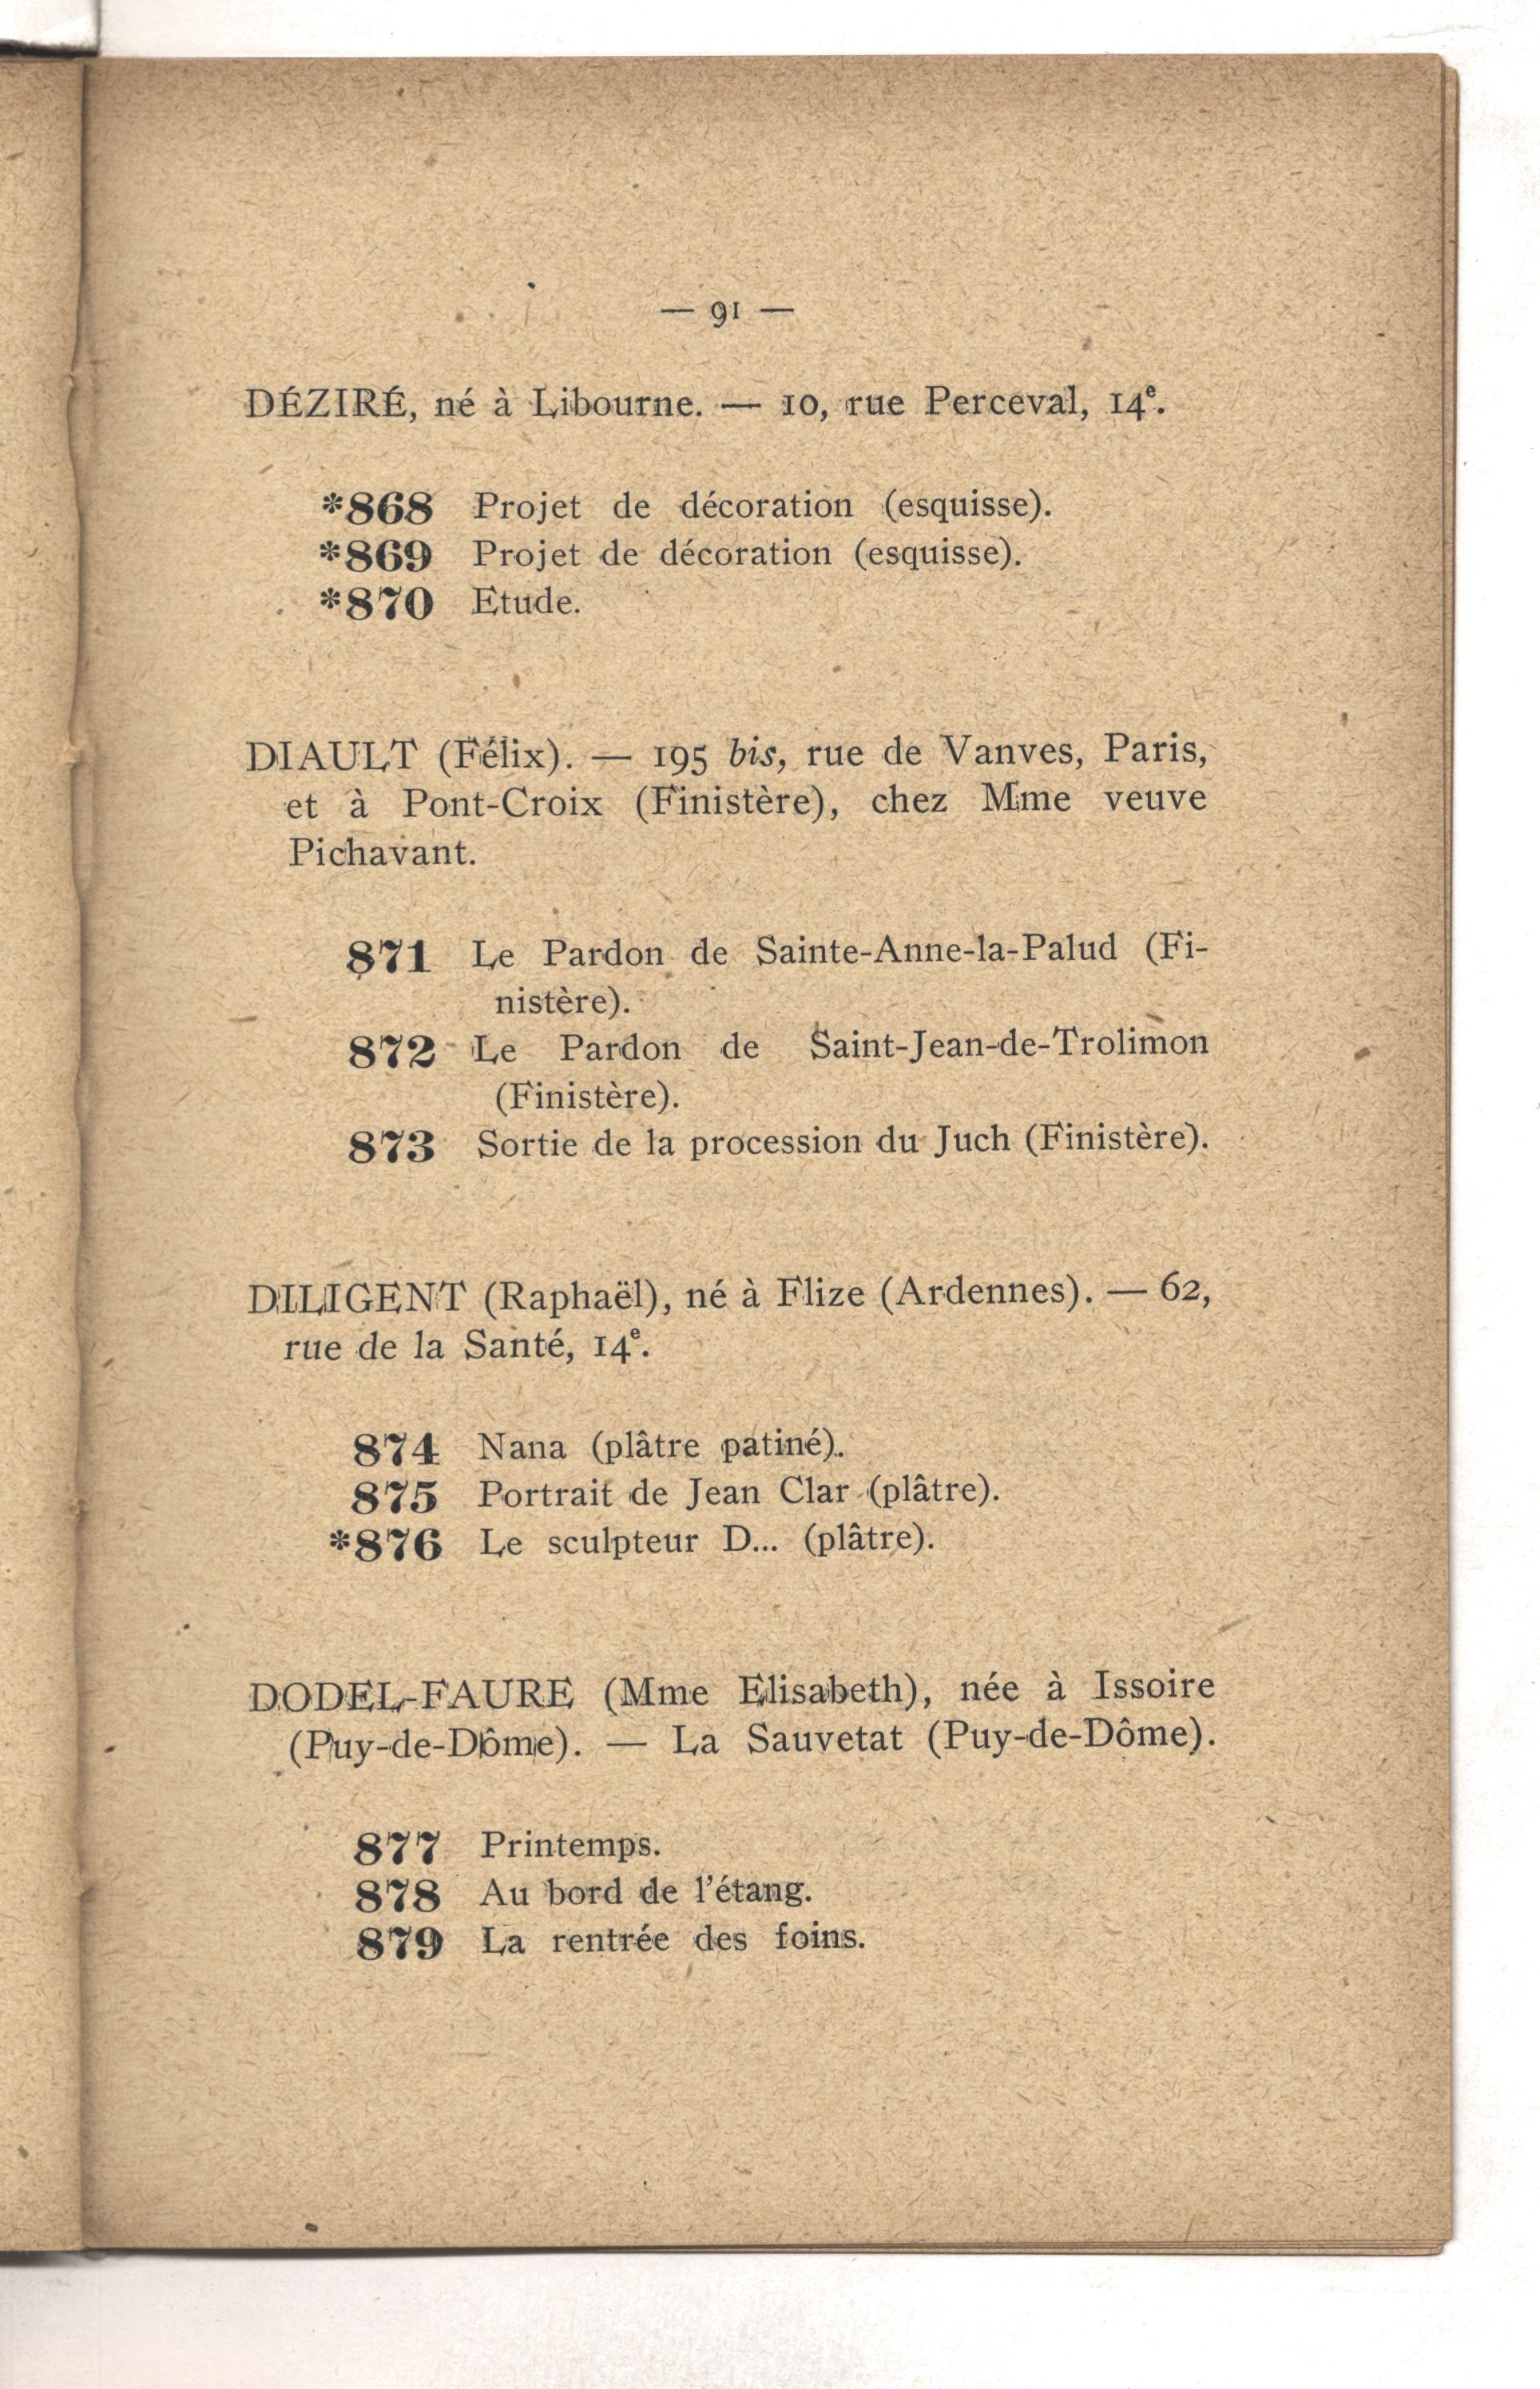 — 91 —
DÉZIRÉ, né à Libourne. — 10, rue Perceval, 14e.
*868 Projet de décoration (esquisse).
*869 Projet de décoration (esquisse).
*870 Etude.
DIAULT (Félix). — 195 bis, rue de Vanves, Paris,
et à Pont-Croix (Finistère), chez Mme veuve
Pichavant.
871 Le Pardon de Sainte-Anne-la-Palud (Fi-
nistère).
872 Le Pardon de Saint-Jean-de-Trolimon
(Finistère).
873 Sortie de la procession du Juch (Finistère).
DILIGENT (Raphaël), né à Flize (Ardennes). — 62,
rue de la Santé, 14e.
874 Nana (plâtre patiné).
875 Portrait de Jean Clar (plâtre).
*876 Le sculpteur D... (plâtre).
DODEL-FAURE (Mme Elisabeth), née à Issoire
(Puy-de-Dôme). — La Sauvetat (Puy-de-Dôme).
877 Printemps.
878 Au bord de l'étang.
879 La rentrée des foins.